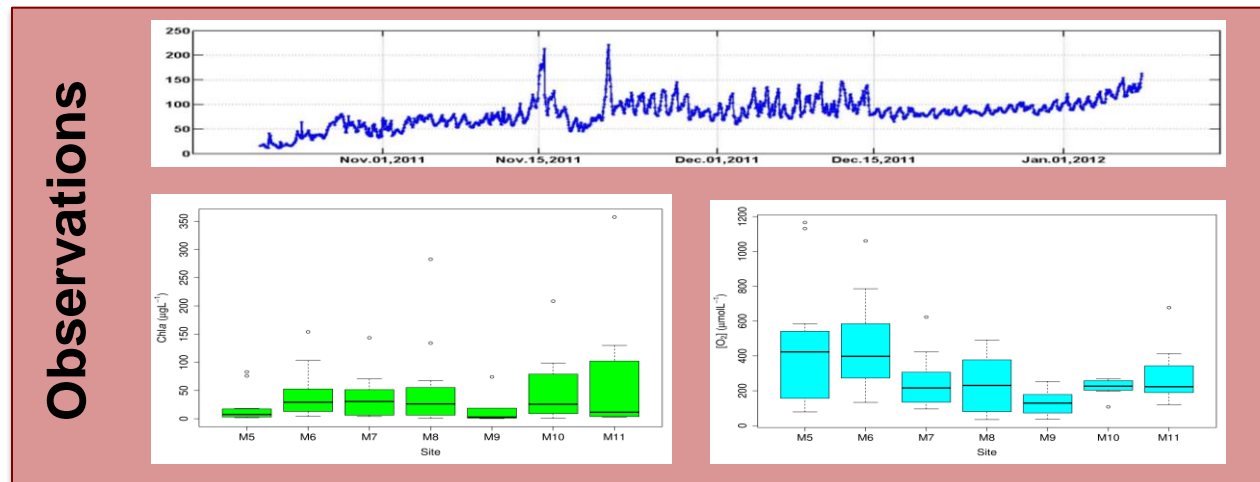 Observations
250
200
150
100
50
0
Nov.01,2011 Nov.15,2011 Dec.01,2011 Dec.15,2011 Jan.01,2012
Chla (µgL⁻¹)
350
300
250
200
150
100
50
0
M5 M6 M7 M8 M9 M10 M11
Site
[O₂] (µmolL⁻¹)
1200
1000
800
600
400
200
0
M5 M6 M7 M8 M9 M10 M11
Site